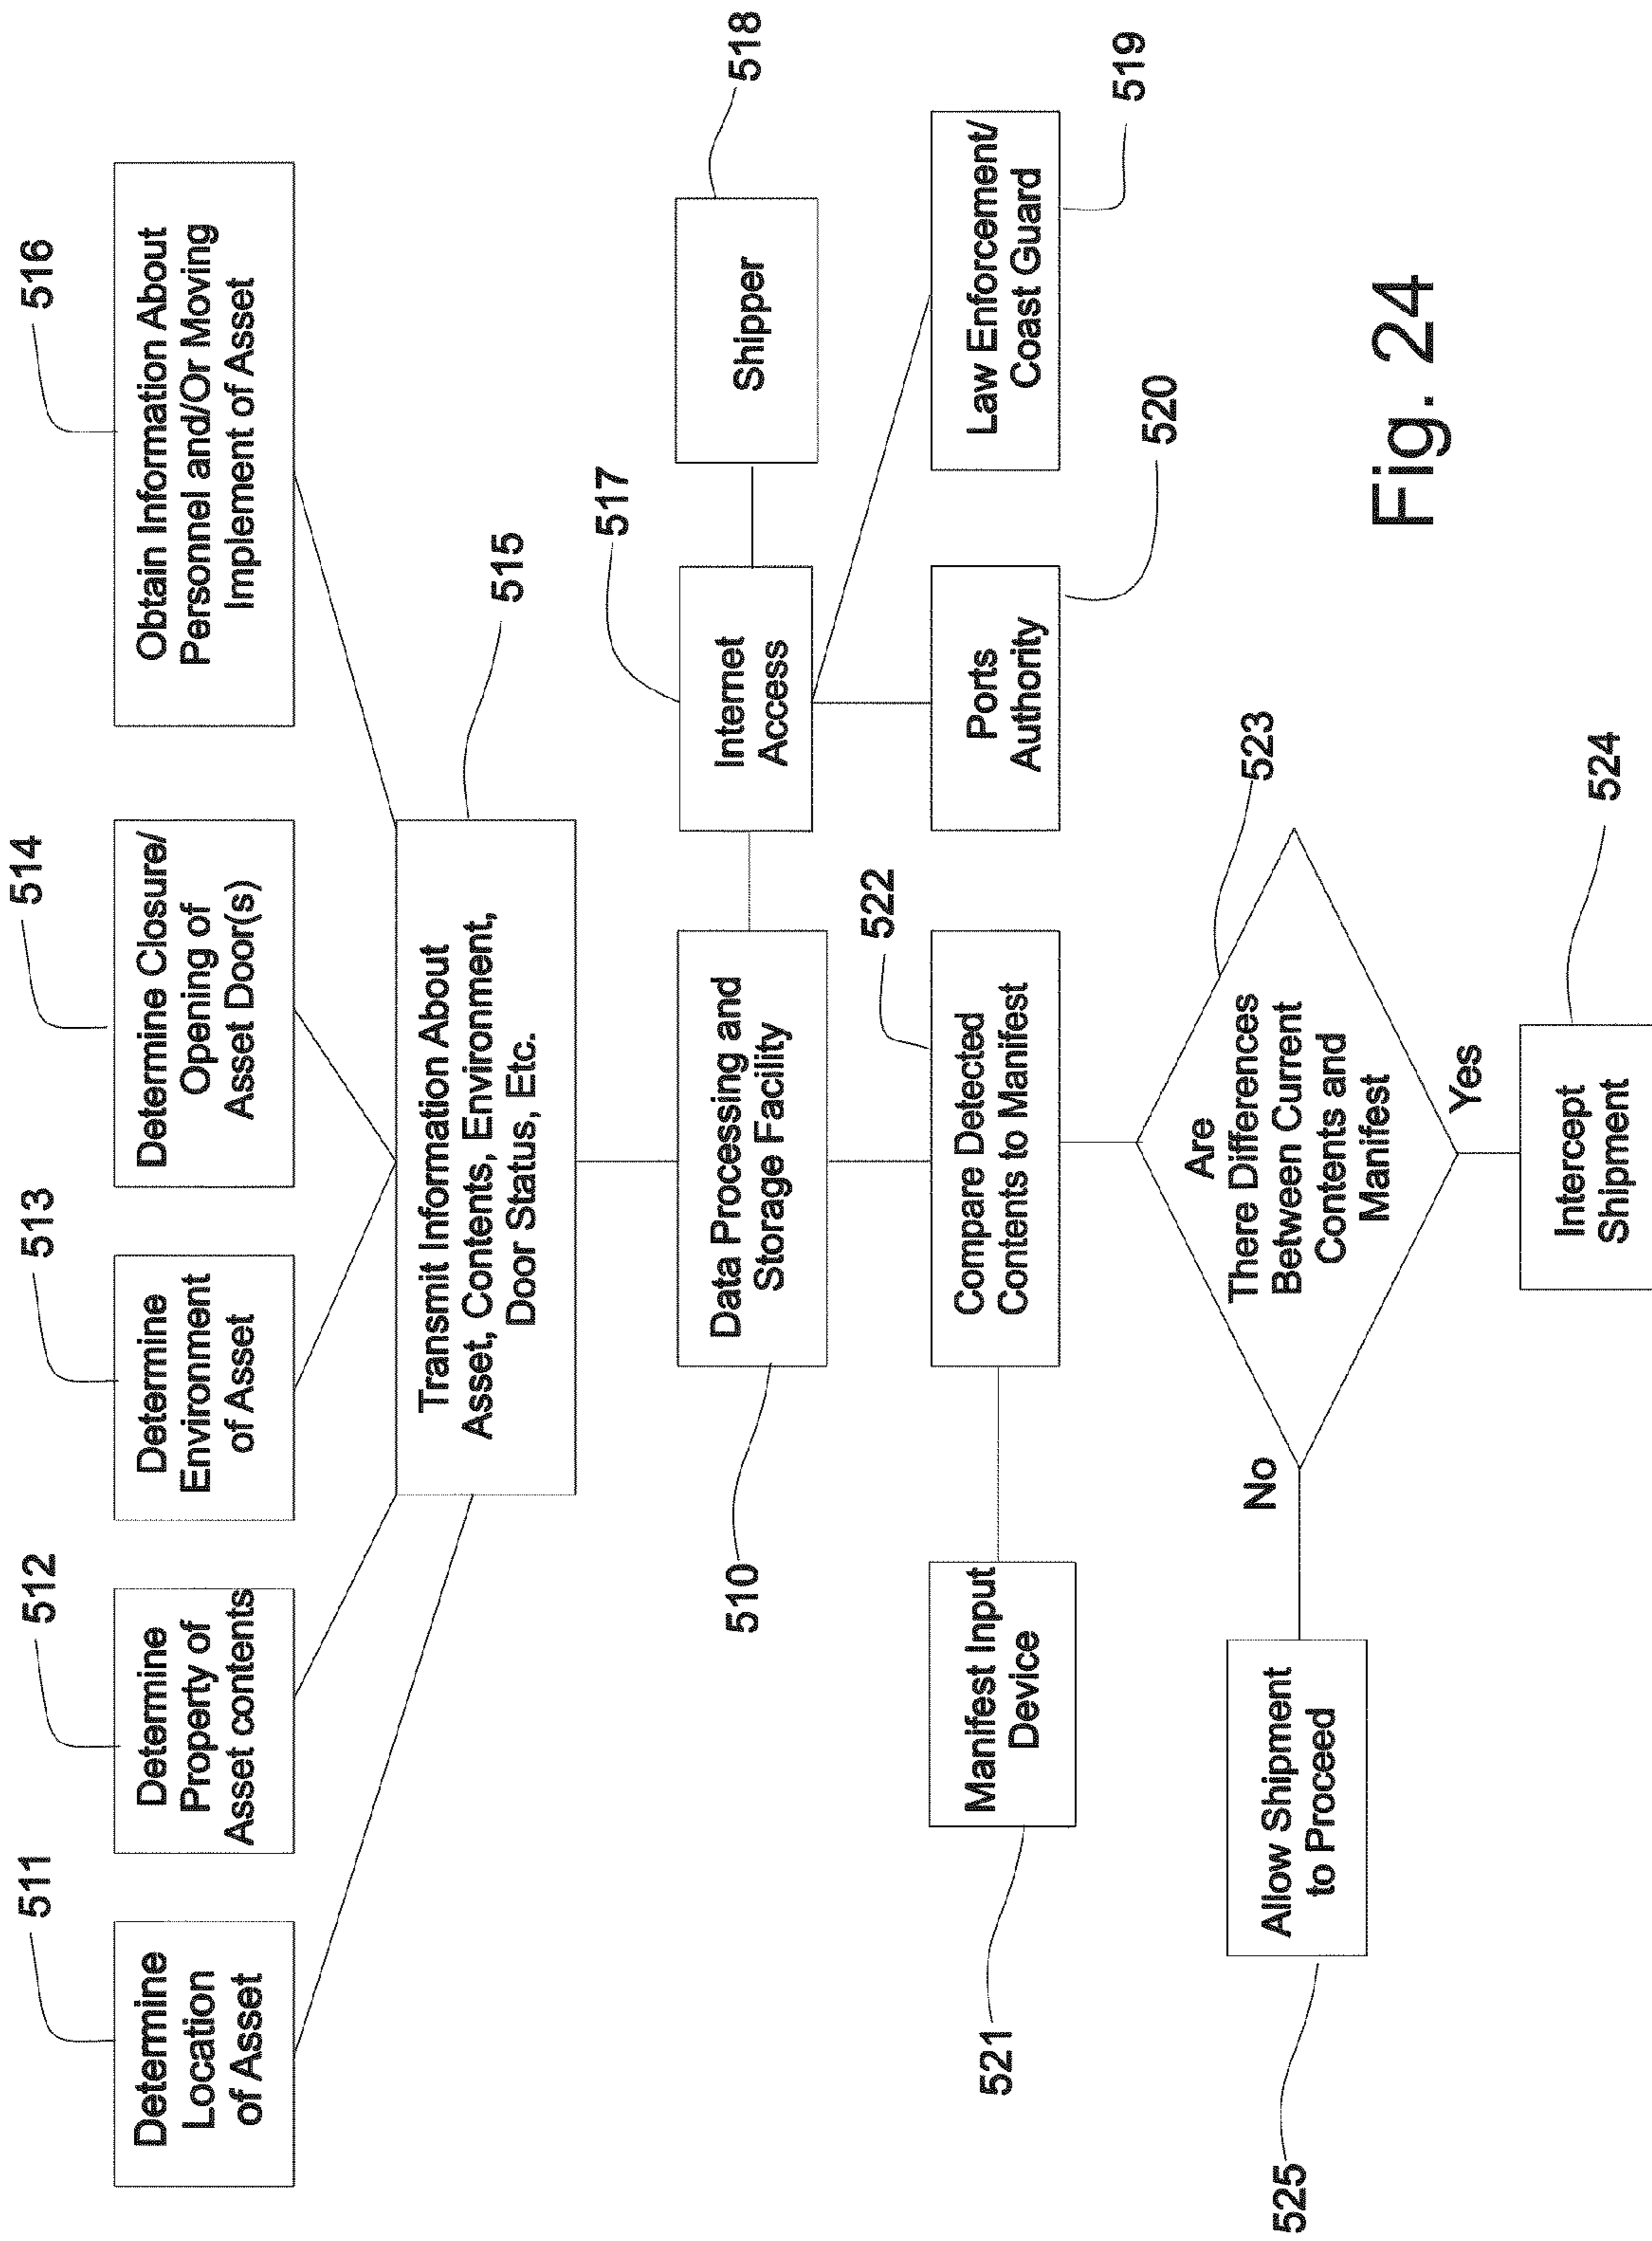 511
512
513
514
516
Determine
Location
of Asset
Determine
Property of
Asset contents
Determine
Environment
of Asset
Determine Closure/
Opening of
Asset Door(s)
Obtain Information About
Personnel and/Or Moving
Implement of Asset
Transmit Information About
Asset, Contents, Environment,
Door Status, Etc.
515
510
Data Processing and
Storage Facility
517
Internet
Access
Shipper
518
521
Manifest Input
Device
Compare Detected
Contents to Manifest
522
Ports
Authority
520
Law Enforcement/
Coast Guard
519
525
Allow Shipment
to Proceed
No
Are
There Differences
Between Current
Contents and
Manifest
523
Yes
Intercept
Shipment
524
Fig. 24